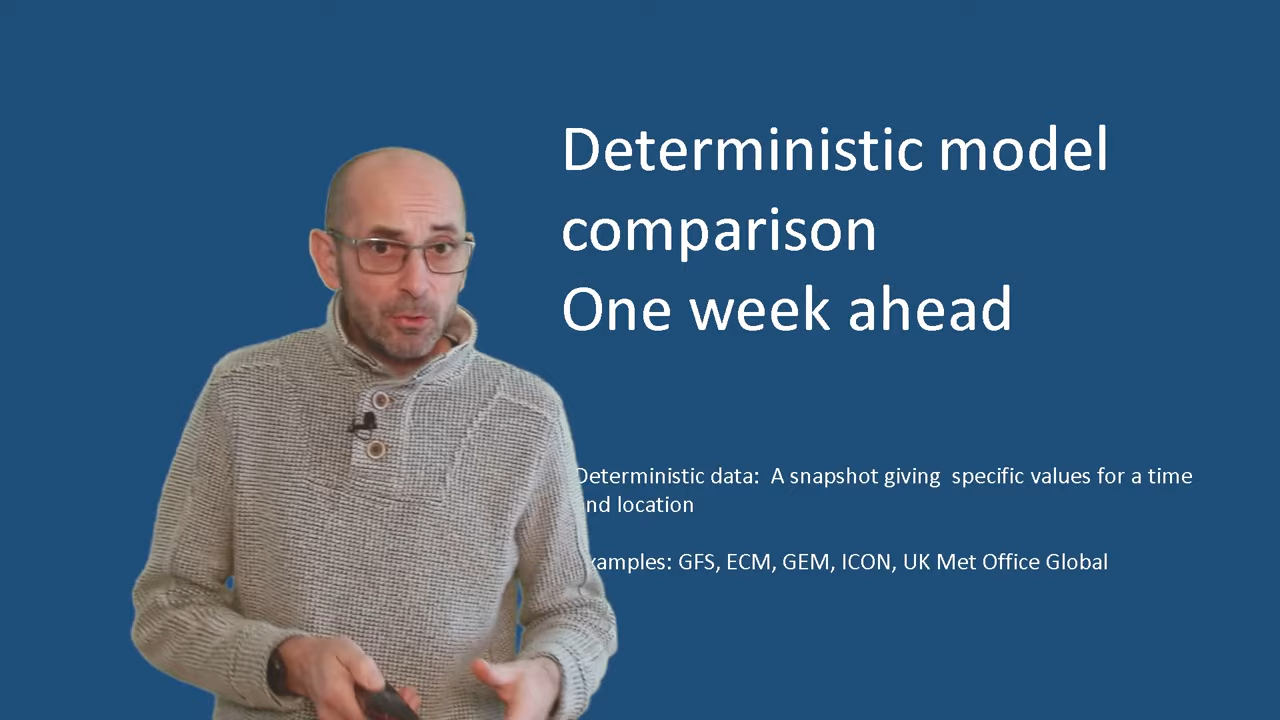 Deterministic model
comparison
One week ahead
Deterministic data:  A snapshot giving  specific values for a time
nd location
xamples: GFS, ECM, GEM, ICON, UK Met Office Global